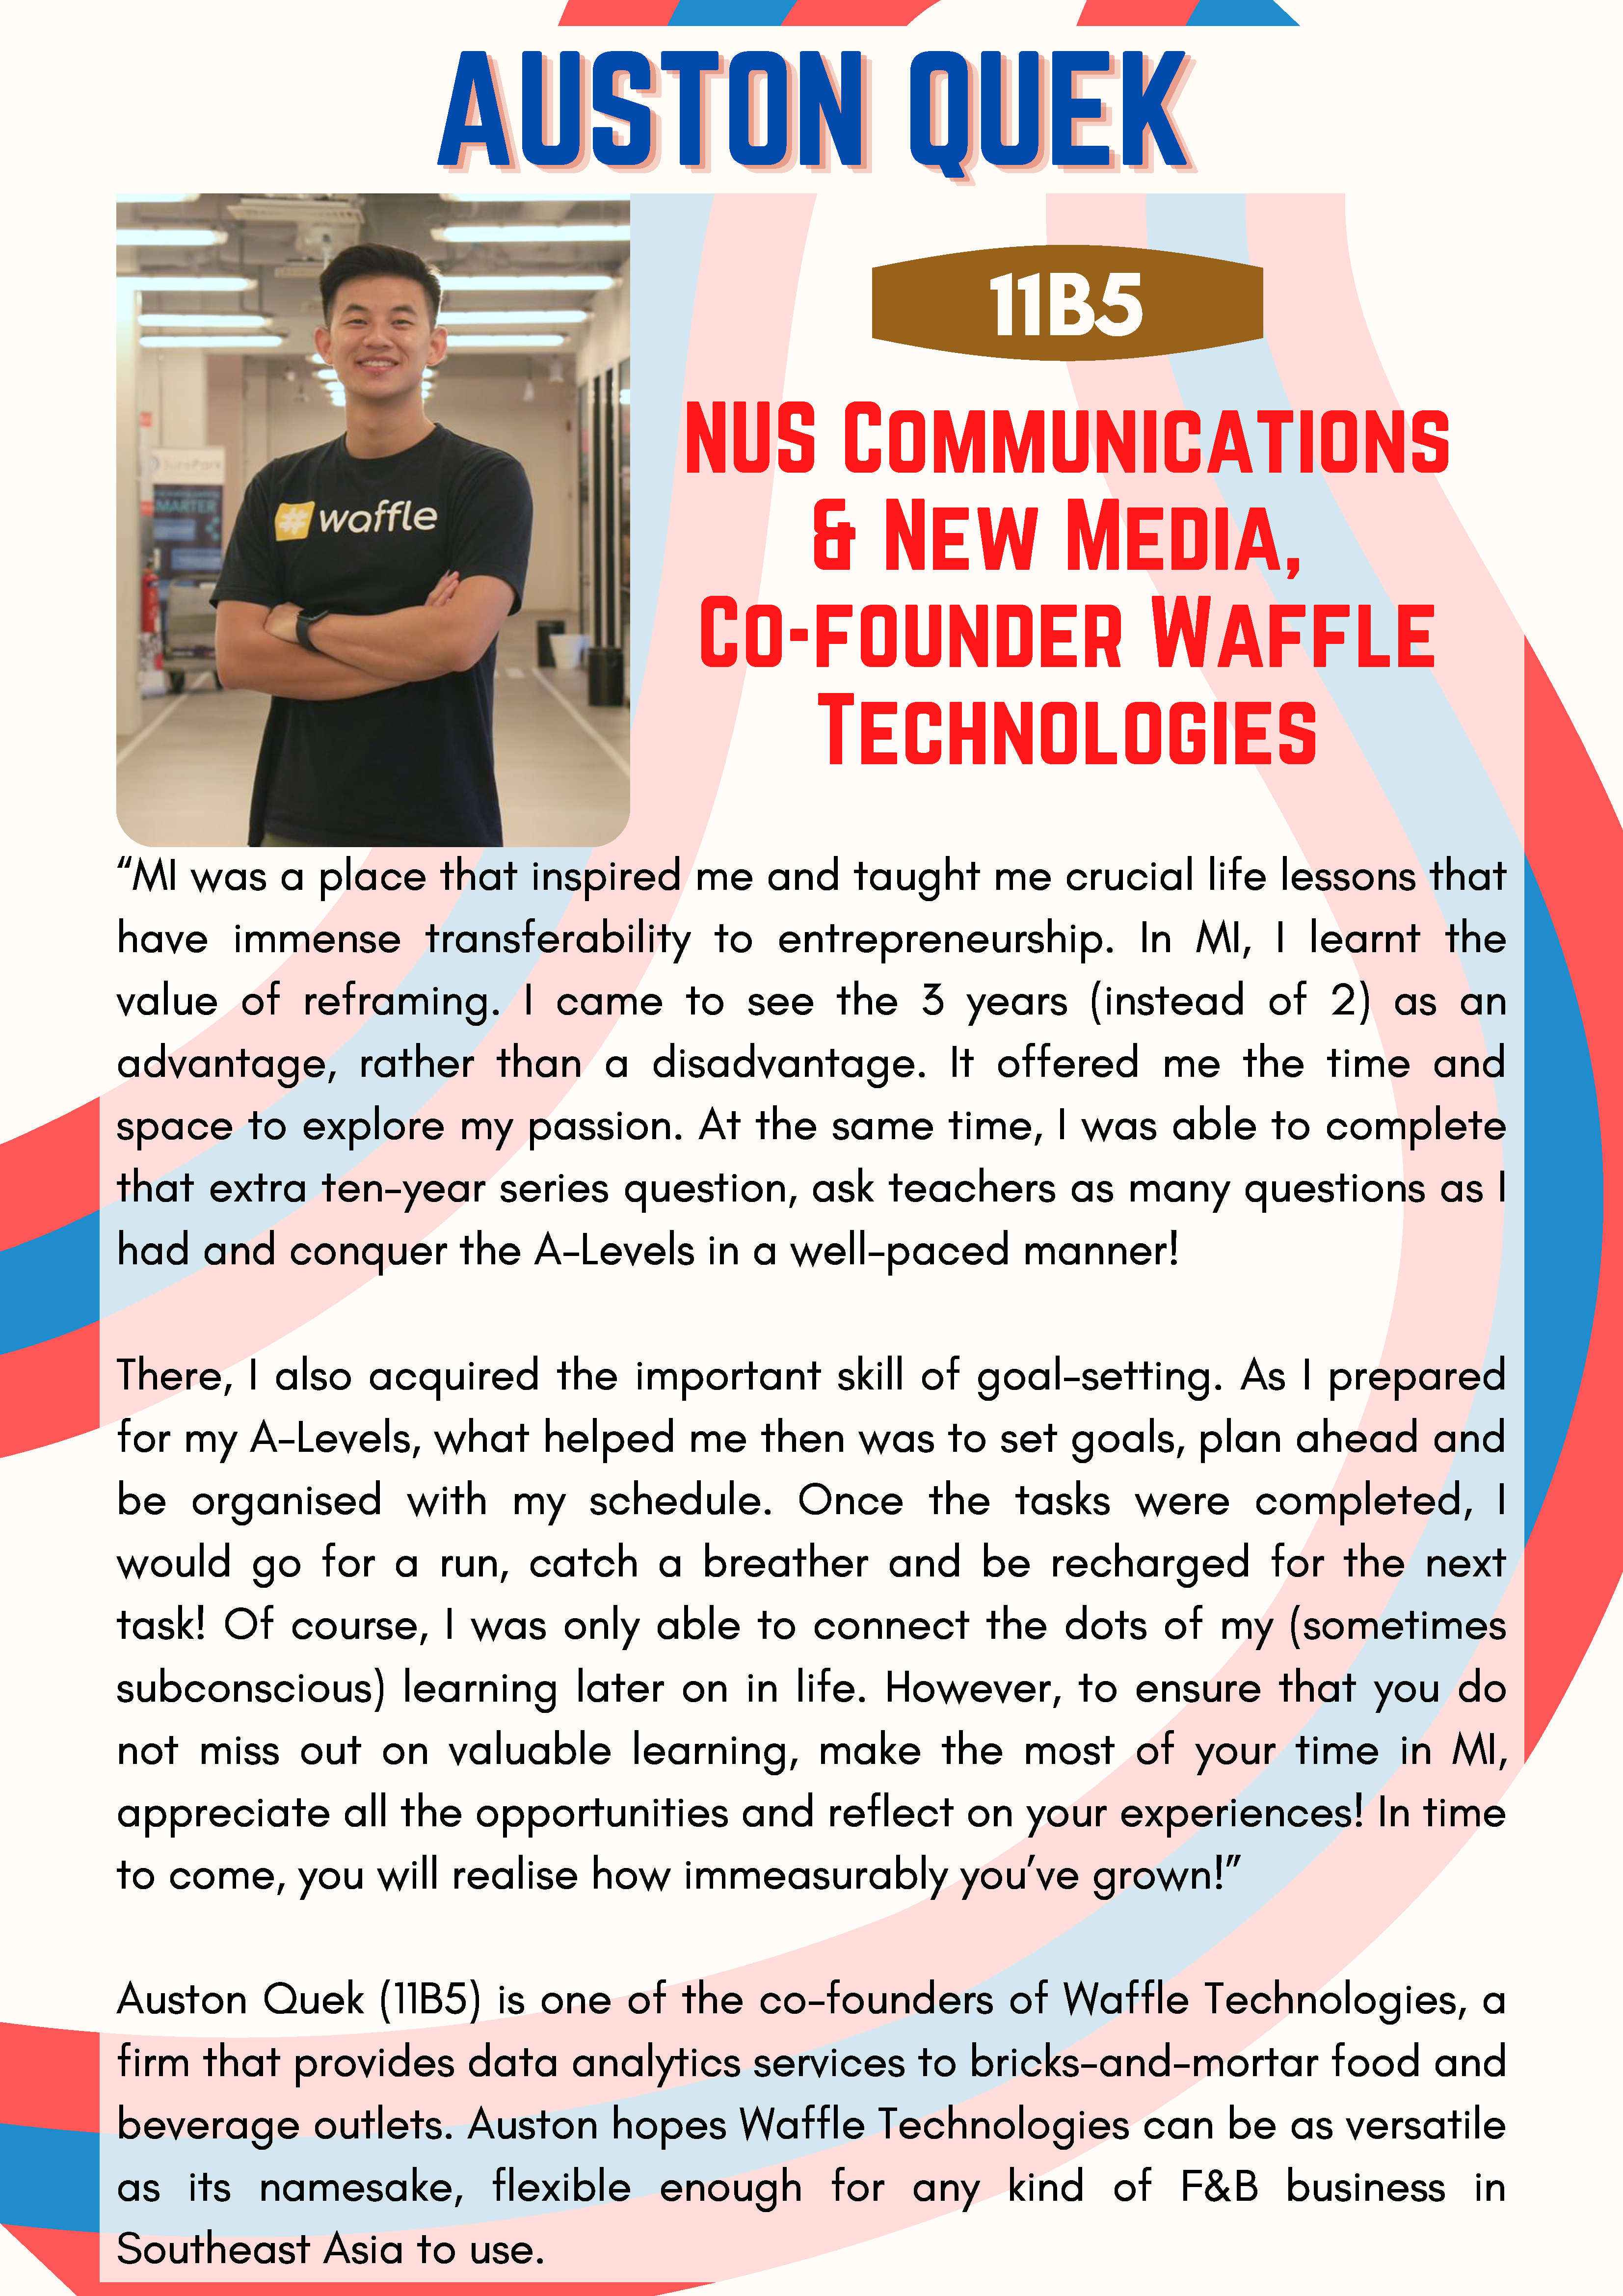 AUSTON QUEK
11B5
NUS COMMUNICATIONS
& NEW MEDIA,
CO-FOUNDER WAFFLE
TECHNOLOGIES
SurePark
SMARTER
# waffle
“MI was a place that inspired me and taught me crucial life lessons that
have immense transferability to entrepreneurship. In MI, I learnt the
value of reframing. I came to see the 3 years (instead of 2) as an
advantage, rather than a disadvantage. It offered me the time and
space to explore my passion. At the same time, I was able to complete
that extra ten-year series question, ask teachers as many questions as I
had and conquer the A-Levels in a well-paced manner!
There, I also acquired the important skill of goal-setting. As I prepared
for my A-Levels, what helped me then was to set goals, plan ahead and
be organised with my schedule. Once the tasks were completed, I
would go for a run, catch a breather and be recharged for the next
task! Of course, I was only able to connect the dots of my (sometimes
subconscious) learning later on in life. However, to ensure that you do
not miss out on valuable learning, make the most of your time in MI,
appreciate all the opportunities and reflect on your experiences! In time
to come, you will realise how immeasurably you’ve grown!”
Auston Quek (11B5) is one of the co-founders of Waffle Technologies, a
firm that provides data analytics services to bricks-and-mortar food and
beverage outlets. Auston hopes Waffle Technologies can be as versatile
as its namesake, flexible enough for any kind of F&B business in
Southeast Asia to use.